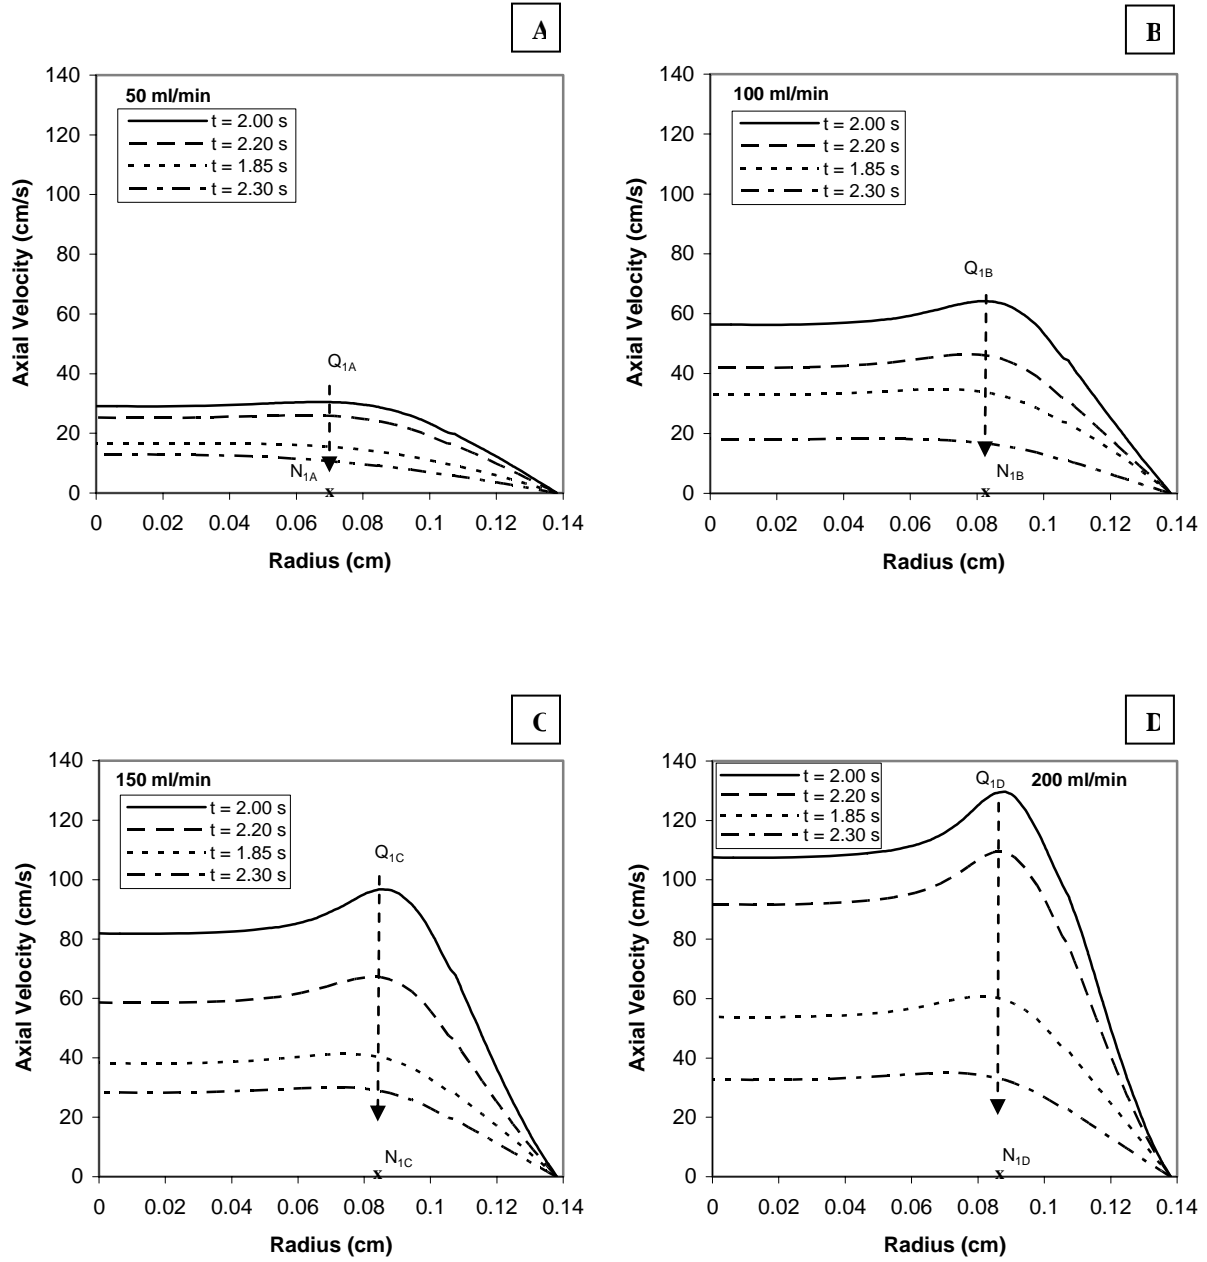 A
140
120
100
80
60
40
20
0
Axial Velocity (cm/s)
50 ml/min
t = 2.00 s
t = 2.20 s
t = 1.85 s
t = 2.30 s
Q1A
N1A
x
0 0.02 0.04 0.06 0.08 0.1 0.12 0.14
Radius (cm)
B
140
120
100
80
60
40
20
0
Axial Velocity (cm/s)
100 ml/min
t = 2.00 s
t = 2.20 s
t = 1.85 s
t = 2.30 s
Q1B
N1B
x
0 0.02 0.04 0.06 0.08 0.1 0.12 0.14
Radius (cm)
C
140
120
100
80
60
40
20
0
Axial Velocity (cm/s)
150 ml/min
t = 2.00 s
t = 2.20 s
t = 1.85 s
t = 2.30 s
Q1C
N1C
x
0 0.02 0.04 0.06 0.08 0.1 0.12 0.14
Radius (cm)
D
140
120
100
80
60
40
20
0
Axial Velocity (cm/s)
t = 2.00 s
t = 2.20 s
t = 1.85 s
t = 2.30 s
Q1D
200 ml/min
N1D
x
0 0.02 0.04 0.06 0.08 0.1 0.12 0.14
Radius (cm)